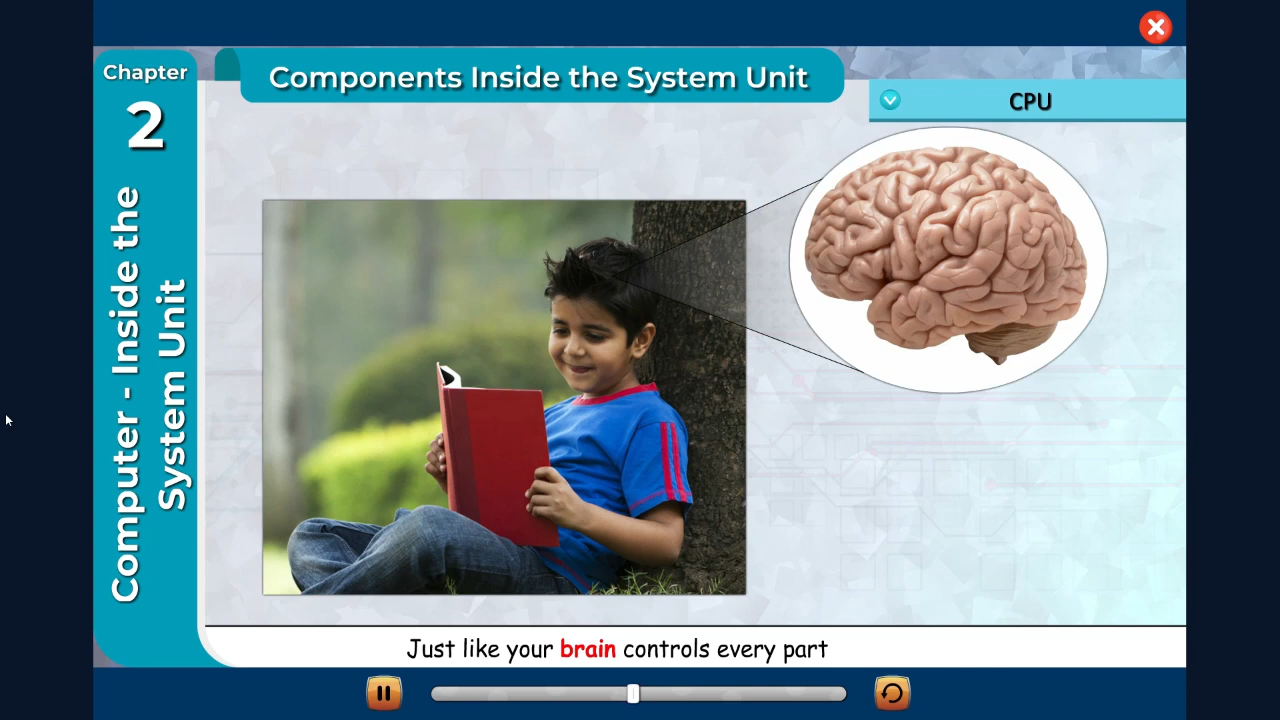 Chapter
2
Computer - Inside the
System Unit
Components Inside the System Unit
CPU
Just like your brain controls every part